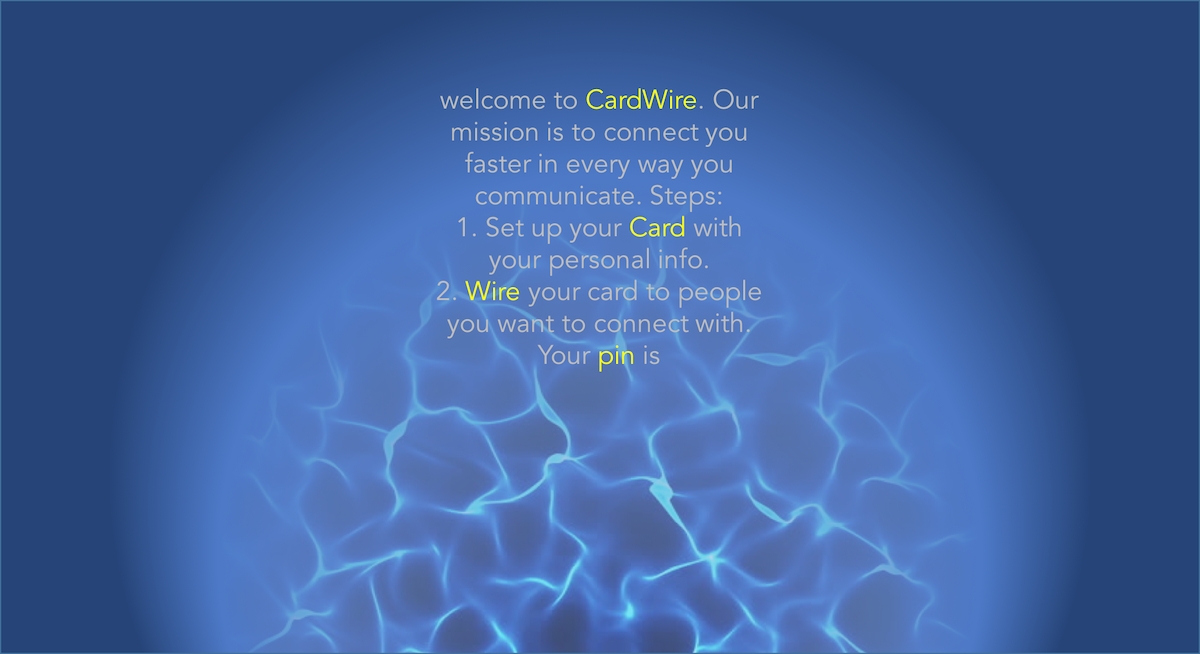 welcome to CardWire. Our
mission is to connect you
faster in every way you
communicate. Steps:
1. Set up your Card with
your personal info.
2. Wire your card to people
you want to connect with.
Your pin is